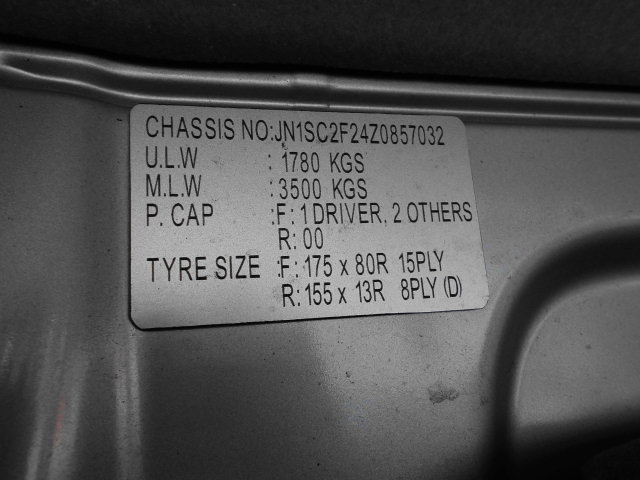 CHASSIS NO:JN1SC2F24Z0857032
U.L.W : 1780 KGS
M.L.W : 3500 KGS
P. CAP :F: 1 DRIVER, 2 OTHERS
R: 00
TYRE SIZE :F: 175 x 80R 15PLY
R: 155 x 13R 8PLY (D)